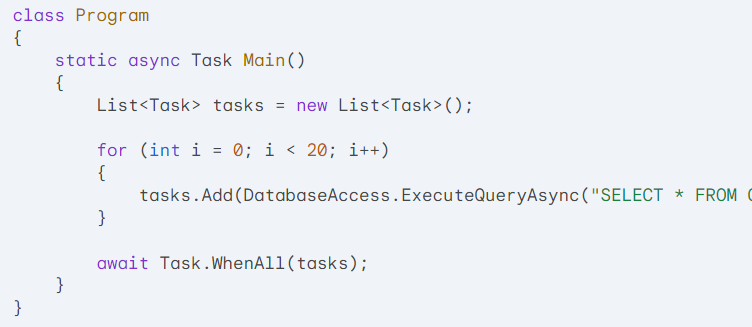 class Program
{
    static async Task Main()
    {
        List<Task> tasks = new List<Task>();
        for (int i = 0; i < 20; i++)
        {
            tasks.Add(DatabaseAccess.ExecuteQueryAsync("SELECT * FROM
        }
        await Task.WhenAll(tasks);
    }
}